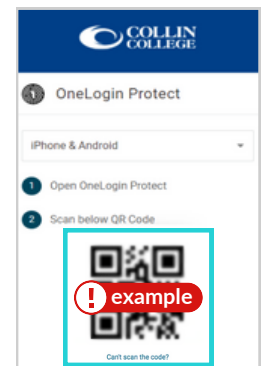 COLLIN
COLLEGE
OneLogin Protect
iPhone & Android
1 Open OneLogin Protect
2 Scan below QR Code
! example
Can't scan the code?